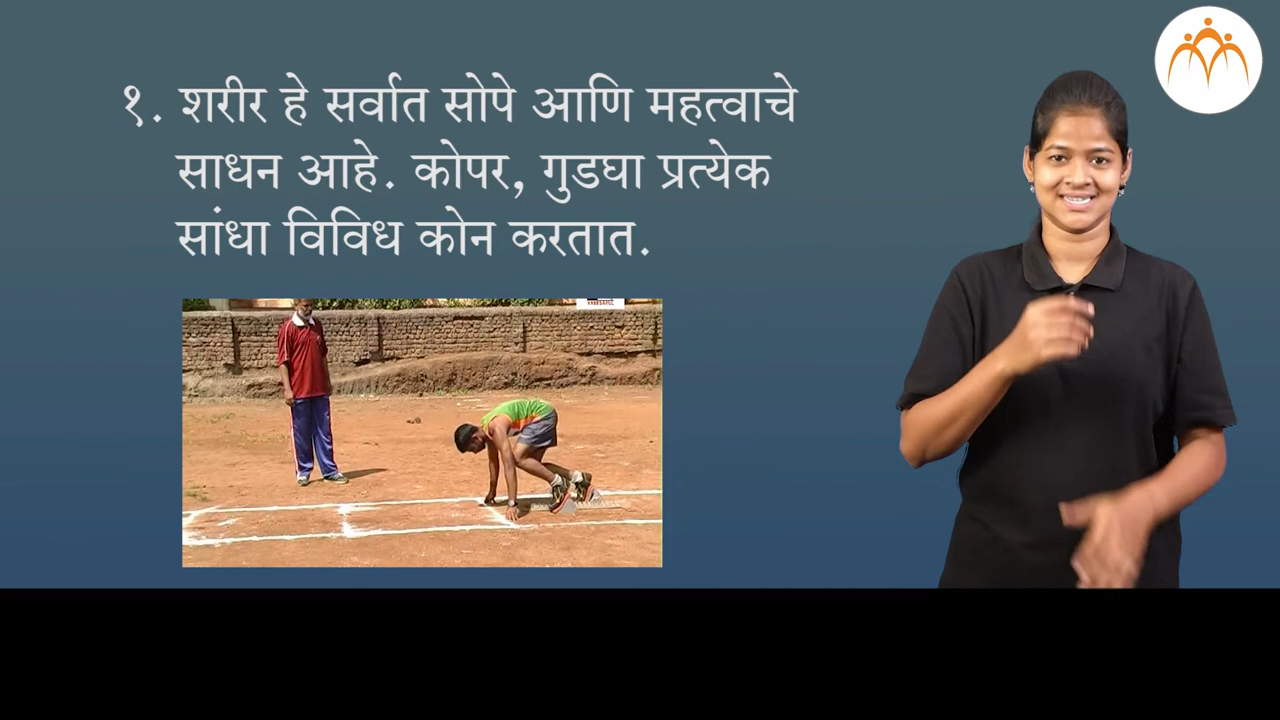 १. शरीर हे सर्वात सोपे आणि महत्वाचे
साधन आहे. कोपर, गुडघा प्रत्येक
सांधा विविध कोन करतात.